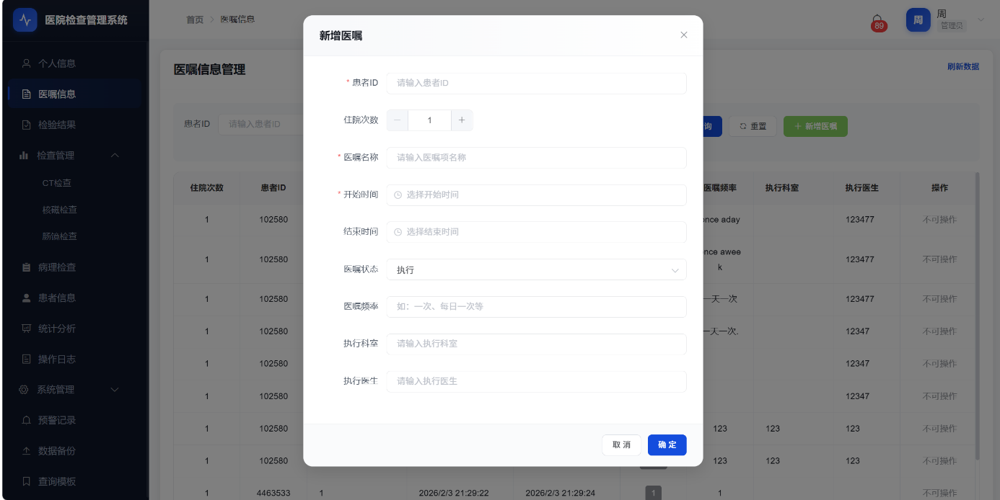 医院检查管理系统
首页
医嘱信息
89
周
周
管理员
个人信息
医嘱信息
检验结果
检查管理
CT检查
核磁检查
肠镜检查
病理检查
患者信息
统计分析
操作日志
系统管理
预警记录
数据备份
查询模板
医嘱信息管理
刷新数据
患者ID 请输入患者ID
询 重置 + 新增医嘱
新增医嘱
* 患者ID 请输入患者ID
住院次数 − 1 +
* 医嘱名称 请输入医嘱项名称
* 开始时间 选择开始时间
结束时间 选择结束时间
医嘱状态 执行
医嘱频率 如：一次、每日一次等
执行科室 请输入执行科室
执行医生 请输入执行医生
取消 确定
住院次数 患者ID 医嘱频率 执行科室 执行医生 操作
1 102580 once aday 123477 不可操作
1 102580 once awee
k 123477 不可操作
1 102580 一天一次 123477 不可操作
1 102580 一天一次. 12347 不可操作
1 102580 12347 不可操作
1 102580 12347 不可操作
1 102580 123 123 123 不可操作
1 102580 123 123 123 不可操作
1 4463533 1 2026/2/3 21:29:22 2026/2/3 21:29:24 1 1 不可操作